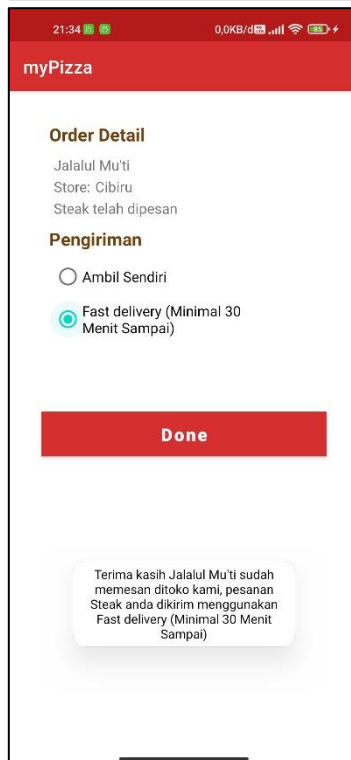 21:34 0,0KB/d 85
myPizza
Order Detail
Jalalul Mu'ti
Store: Cibiru
Steak telah dipesan
Pengiriman
Ambil Sendiri
Fast delivery (Minimal 30
Menit Sampai)
Done
Terima kasih Jalalul Mu'ti sudah
memesan ditoko kami, pesanan
Steak anda dikirim menggunakan
Fast delivery (Minimal 30 Menit
Sampai)